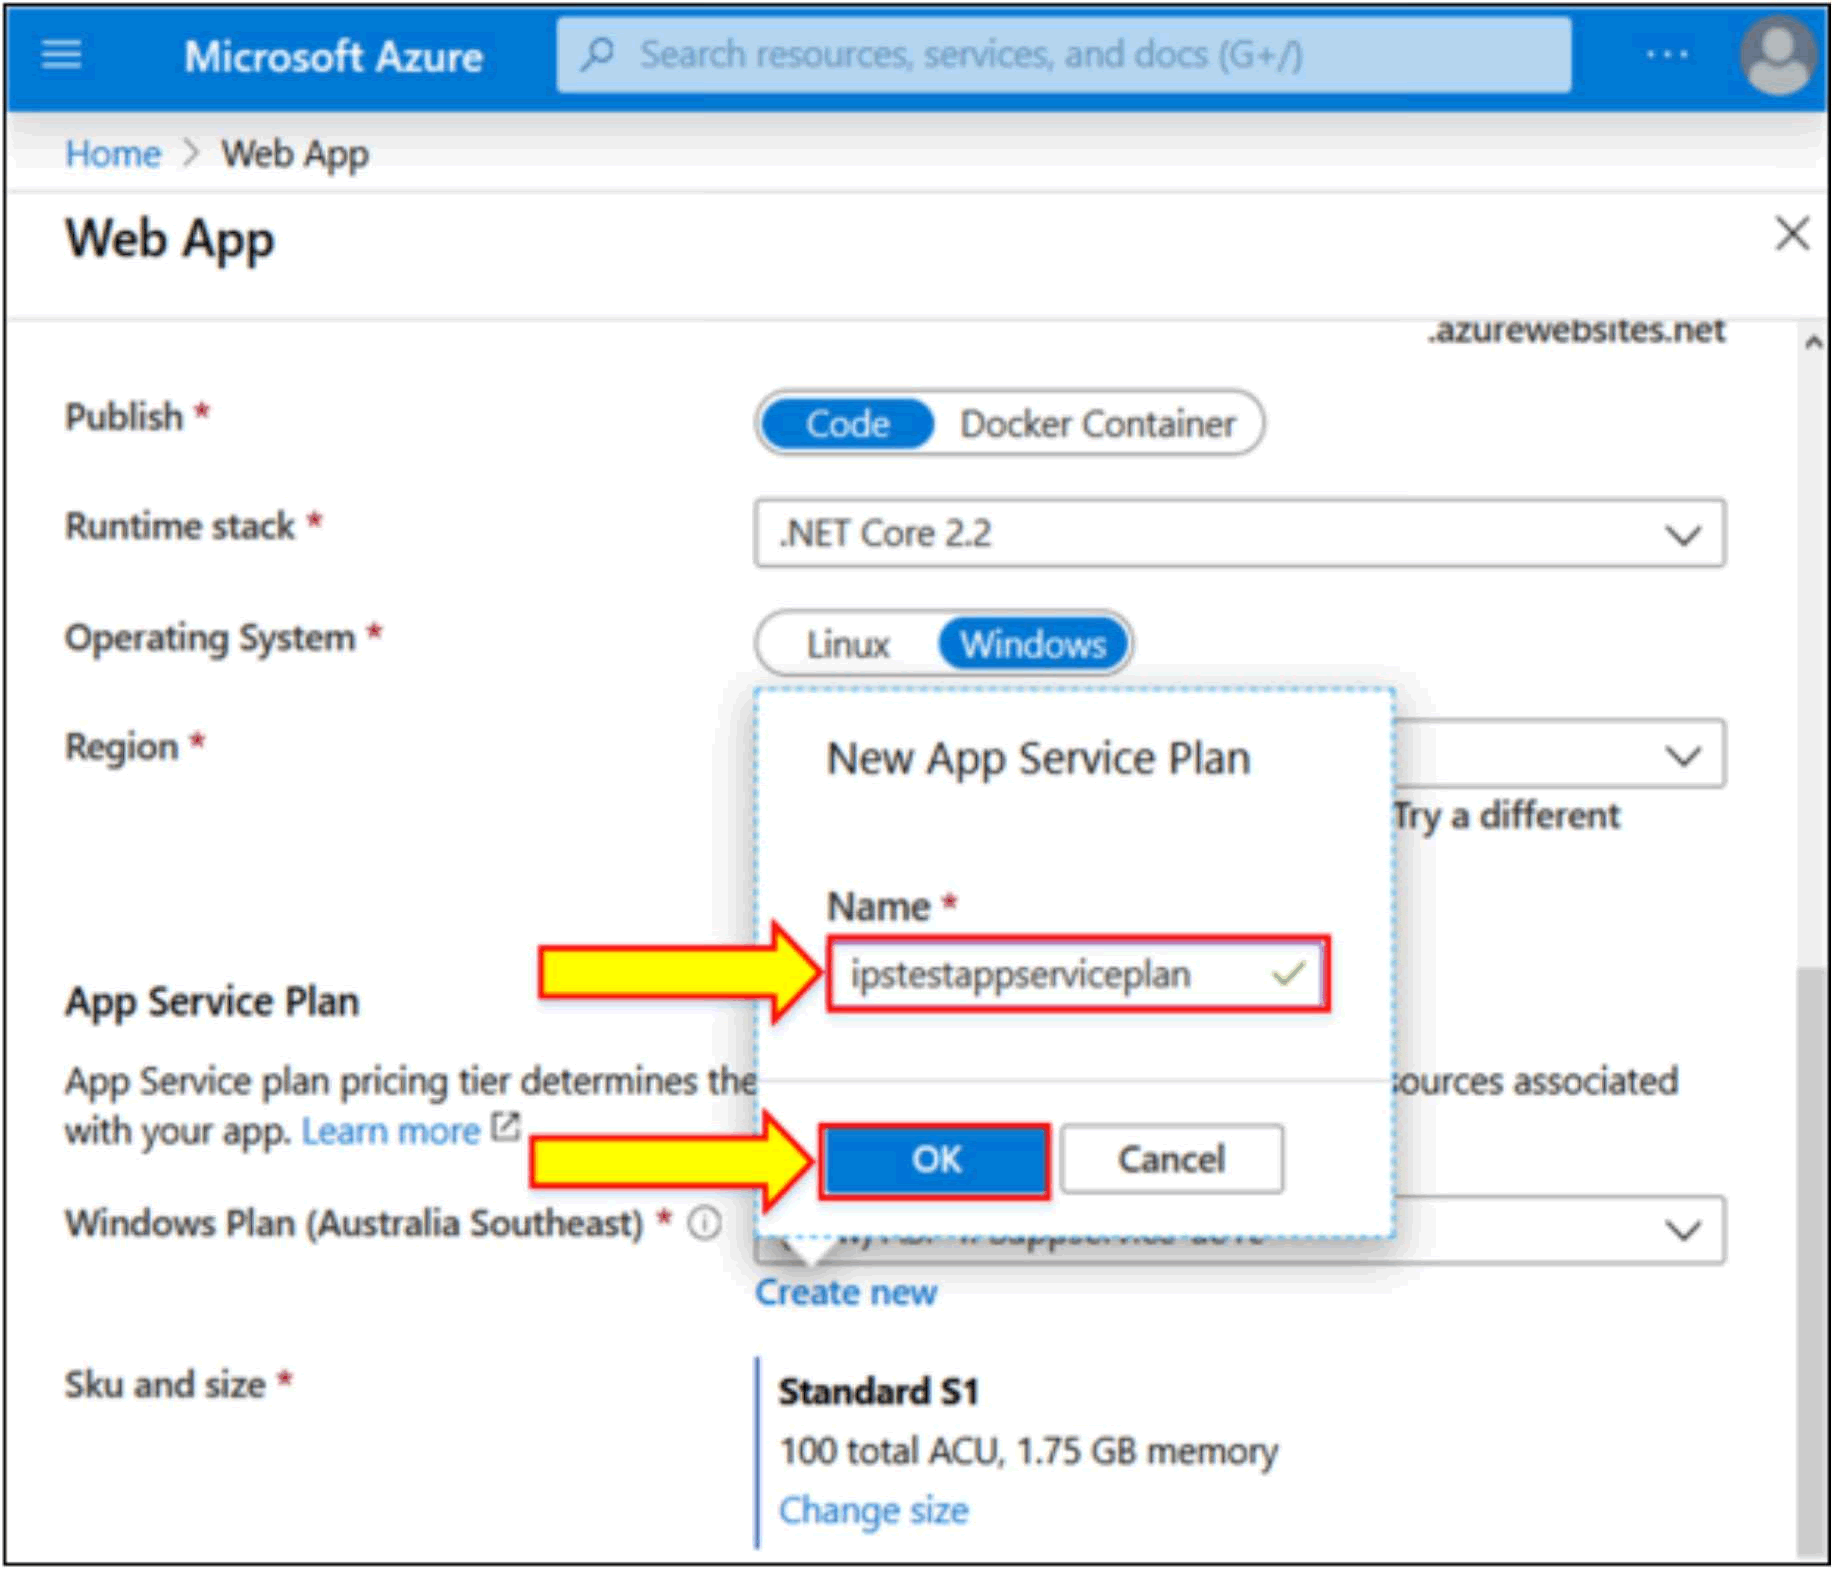 Microsoft Azure
Search resources, services, and docs (G+/)
...
Home > Web App
Web App
.azurewebsites.net
Publish *
Code
Docker Container
Runtime stack *
.NET Core 2.2
Operating System *
Linux
Windows
Region *
Try a different
New App Service Plan
Name *
ipstestappserviceplan
OK
Cancel
App Service Plan
App Service plan pricing tier determines the
ources associated
with your app. Learn more
Windows Plan (Australia Southeast) *
Create new
Sku and size *
Standard S1
100 total ACU, 1.75 GB memory
Change size